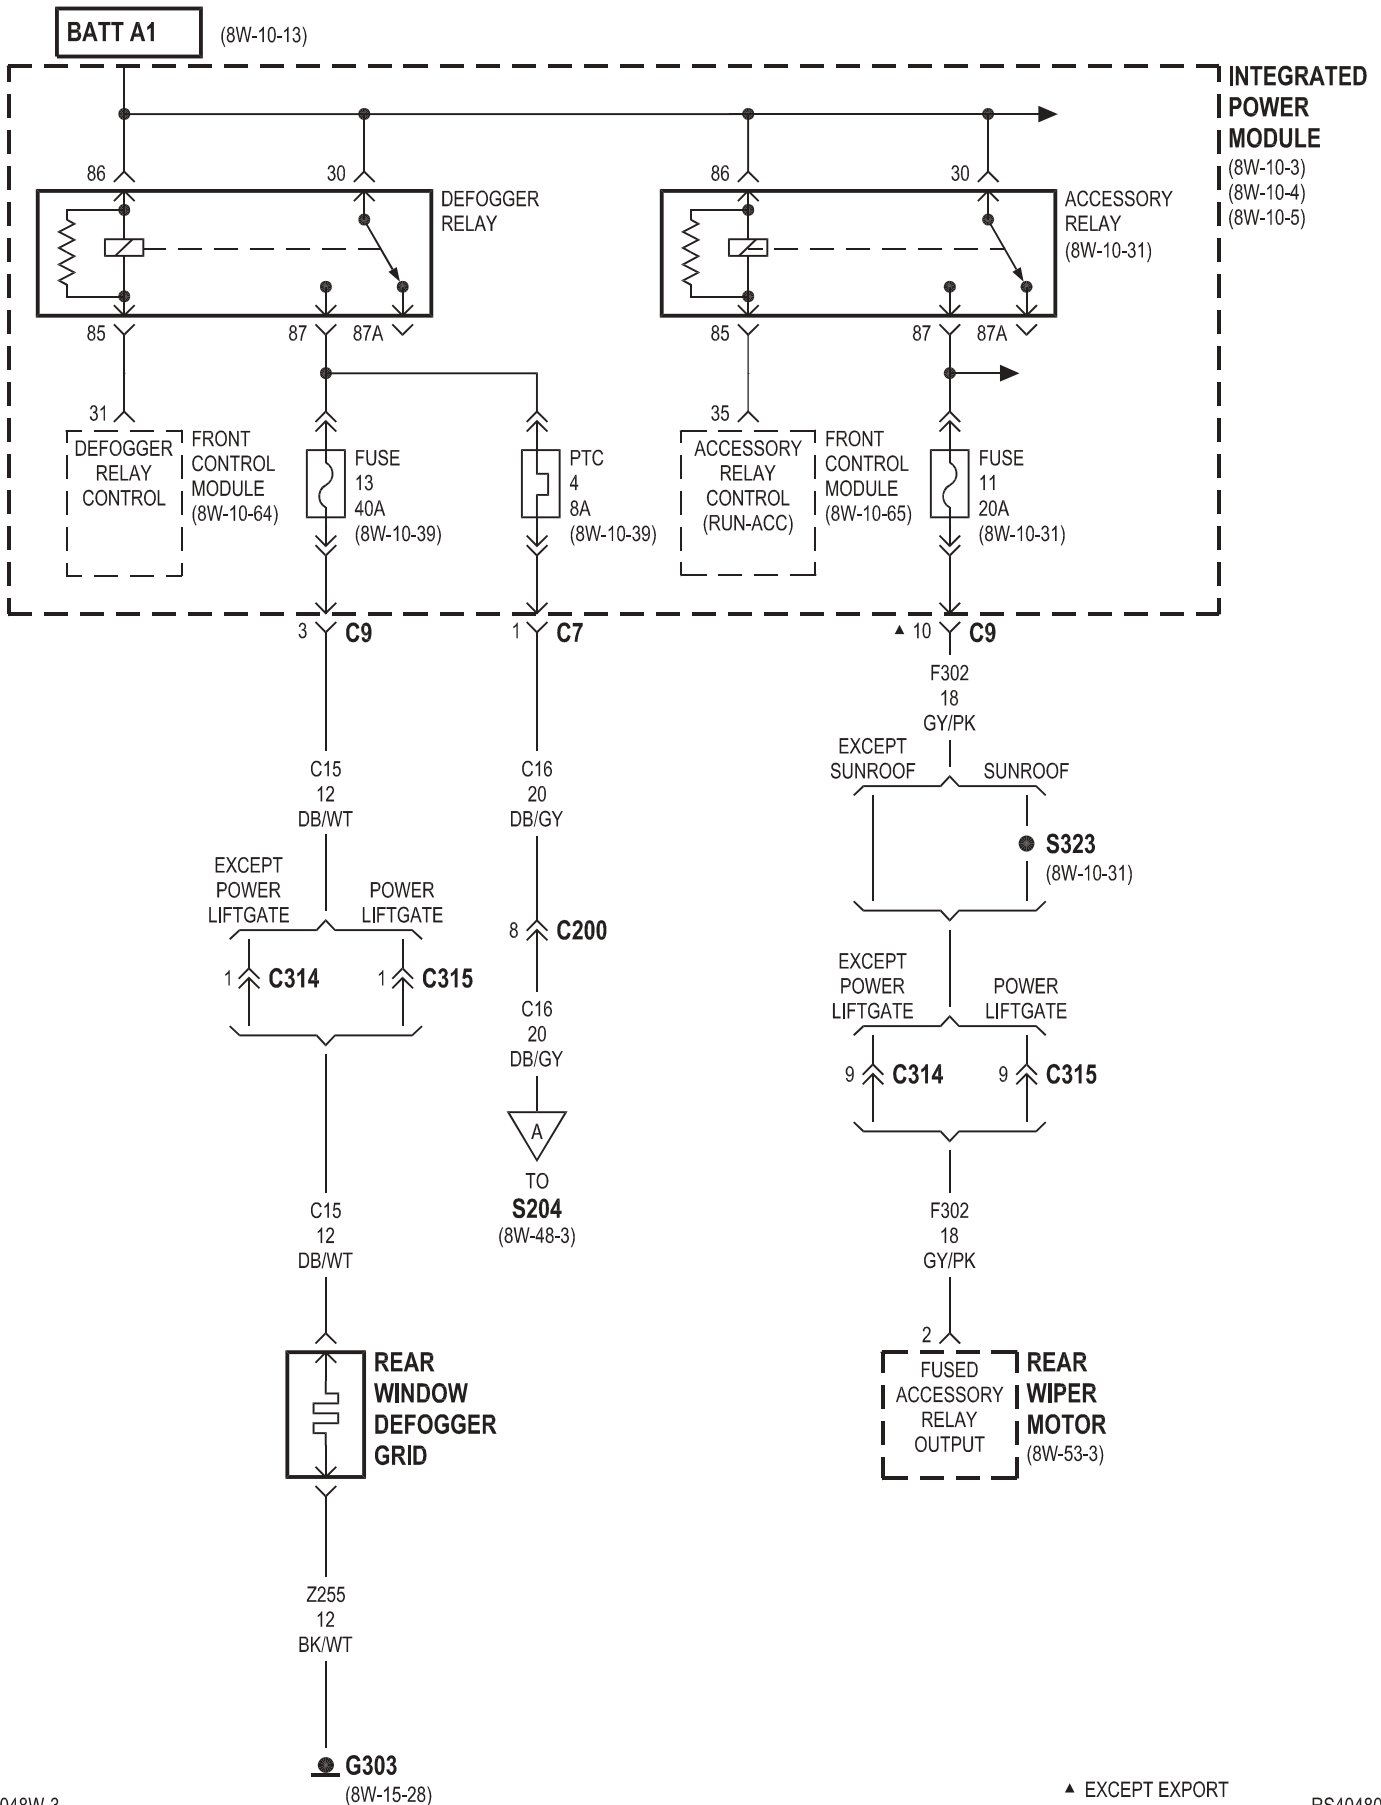 BATT A1
(8W-10-13)
INTEGRATED
POWER
MODULE
(8W-10-3)
(8W-10-4)
(8W-10-5)
86
30
DEFOGGER
RELAY
86
30
ACCESSORY
RELAY
(8W-10-31)
85
87
87A
85
87
87A
31
DEFOGGER
RELAY
CONTROL
FRONT
CONTROL
MODULE
(8W-10-64)
FUSE
13
40A
(8W-10-39)
PTC
4
8A
(8W-10-39)
35
ACCESSORY
RELAY
CONTROL
(RUN-ACC)
FRONT
CONTROL
MODULE
(8W-10-65)
FUSE
11
20A
(8W-10-31)
3 C9
1 C7
▲ 10 C9
F302
18
GY/PK
C15
12
DB/WT
C16
20
DB/GY
EXCEPT
SUNROOF
SUNROOF
S323
(8W-10-31)
EXCEPT
POWER
LIFTGATE
POWER
LIFTGATE
1 C314
1 C315
8 C200
C16
20
DB/GY
A
TO
S204
(8W-48-3)
EXCEPT
POWER
LIFTGATE
POWER
LIFTGATE
9 C314
9 C315
C15
12
DB/WT
F302
18
GY/PK
REAR
WINDOW
DEFOGGER
GRID
2
FUSED
ACCESSORY
RELAY
OUTPUT
REAR
WIPER
MOTOR
(8W-53-3)
Z255
12
BK/WT
G303
(8W-15-28)
▲ EXCEPT EXPORT